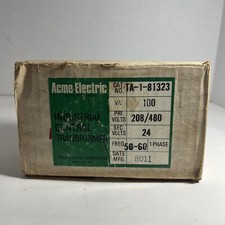 Acme Electric
CAT. NO. TA-1-81323
VA 100
PRI VOLTS 208/480
SEC VOLTS 24
FREQ 50-60 1 PHASE
DATE MFG. 8011
INDUSTRIAL
CONTROL
TRANSFORMER